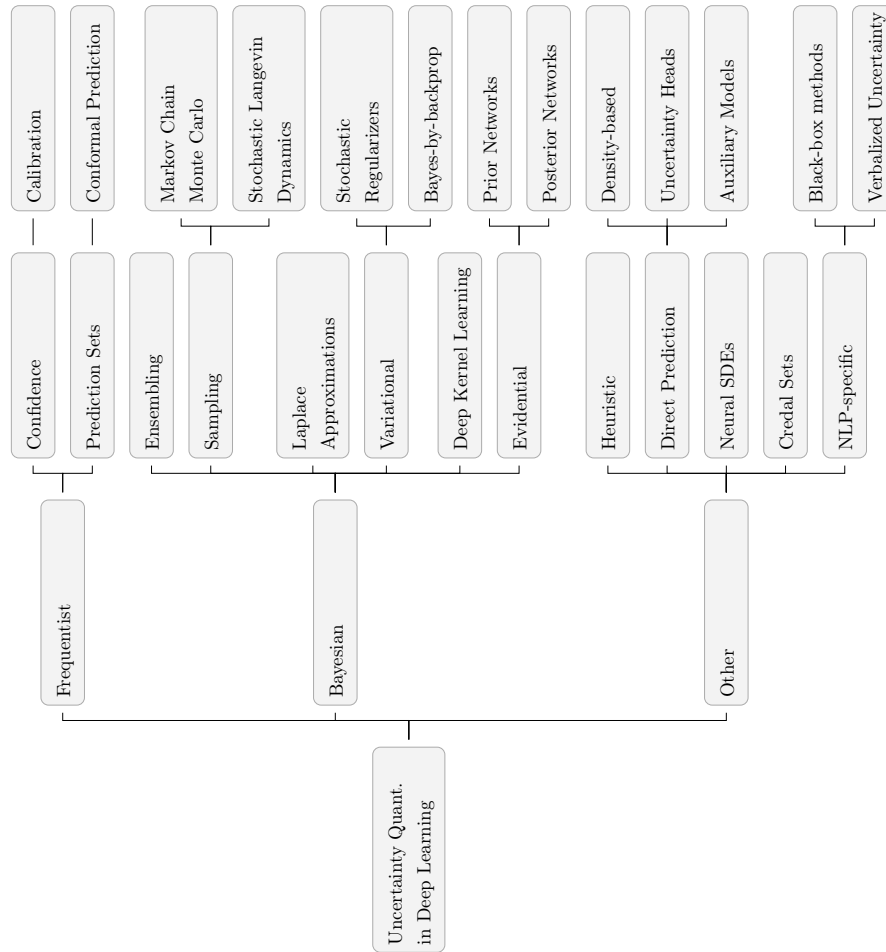 Uncertainty Quant.
in Deep Learning
Frequentist
Confidence
Calibration
Prediction Sets
Conformal Prediction
Bayesian
Ensembling
Sampling
Markov Chain
Monte Carlo
Stochastic Langevin
Dynamics
Laplace
Approximations
Variational
Stochastic
Regularizers
Bayes-by-backprop
Deep Kernel Learning
Evidential
Prior Networks
Posterior Networks
Other
Heuristic
Direct Prediction
Density-based
Uncertainty Heads
Auxiliary Models
Neural SDEs
Credal Sets
NLP-specific
Black-box methods
Verbalized Uncertainty